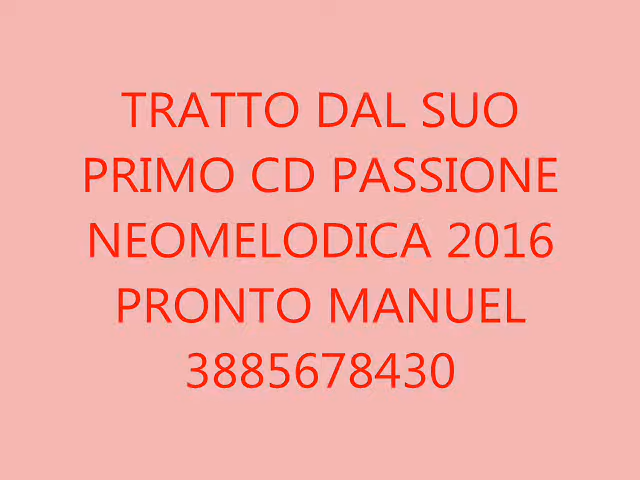 TRATTO DAL SUO
PRIMO CD PASSIONE
NEOMELODICA 2016
PRONTO MANUEL
3885678430